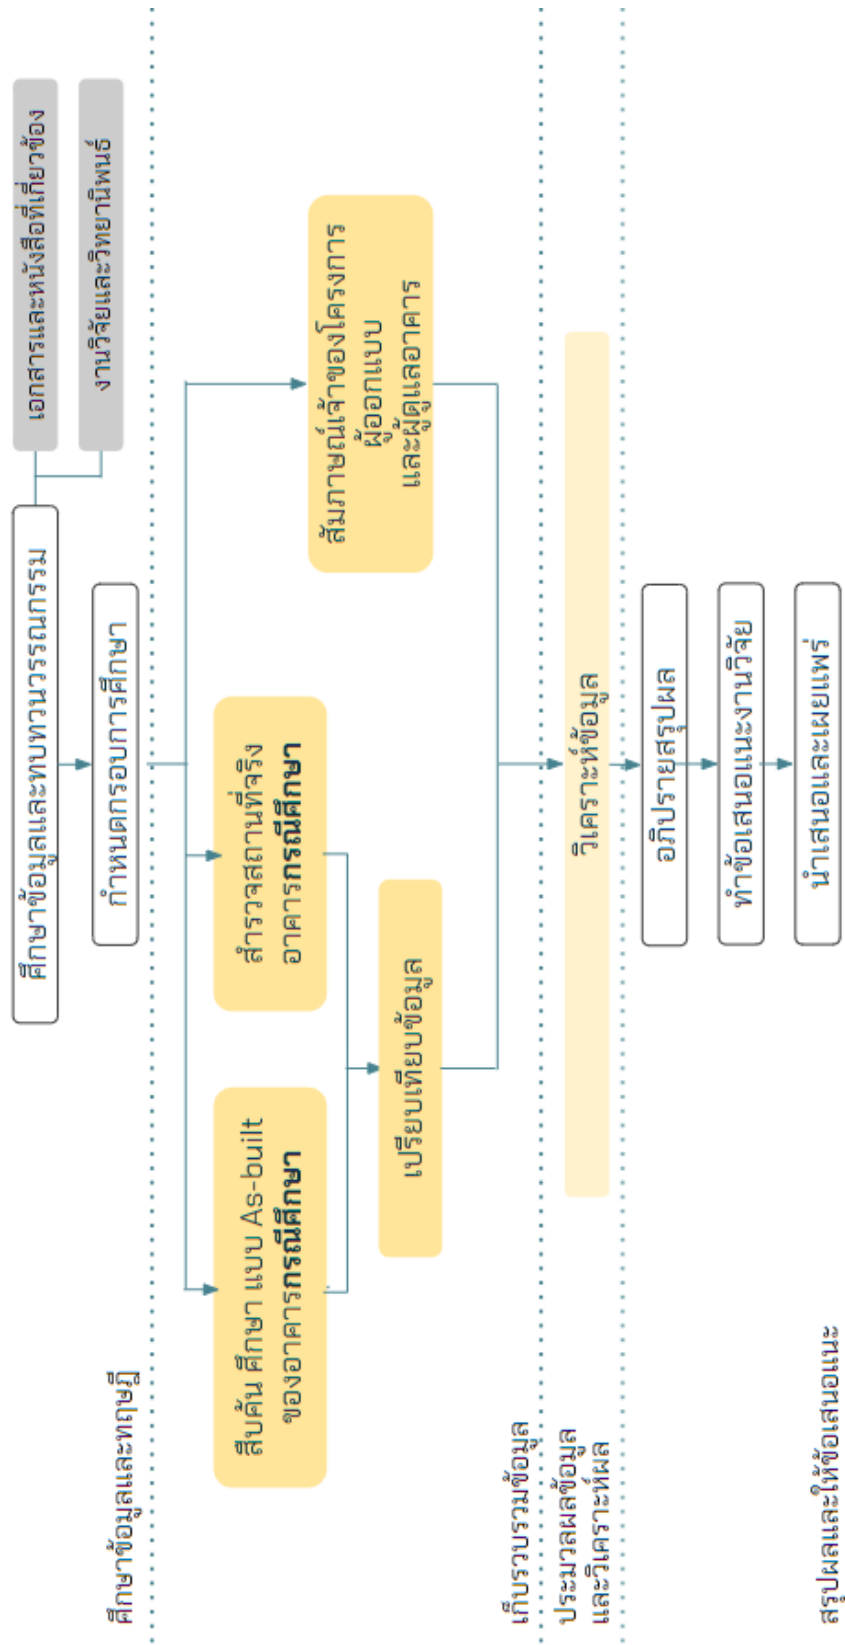 ศึกษาข้อมูลและทบทวนวรรณกรรม
เอกสารและหนังสือที่เกี่ยวข้อง
งานวิจัยและวิทยานิพนธ์
กำหนดกรอบการศึกษา
ศึกษาข้อมูลและทฤษฎี
สืบค้น ศึกษา แบบ As-built
ของอาคารกรณีศึกษา
สำรวจสถานที่จริง
อาคารกรณีศึกษา
สัมภาษณ์เจ้าของโครงการ
ผู้ออกแบบ
และผู้ดูแลอาคาร
เปรียบเทียบข้อมูล
เก็บรวบรวมข้อมูล
ประมวลผลข้อมูล
และวิเคราะห์ผล
วิเคราะห์ข้อมูล
อภิปรายสรุปผล
ทำข้อเสนอแนะงานวิจัย
นำเสนอและเผยแพร่
สรุปผลและให้ข้อเสนอแนะ